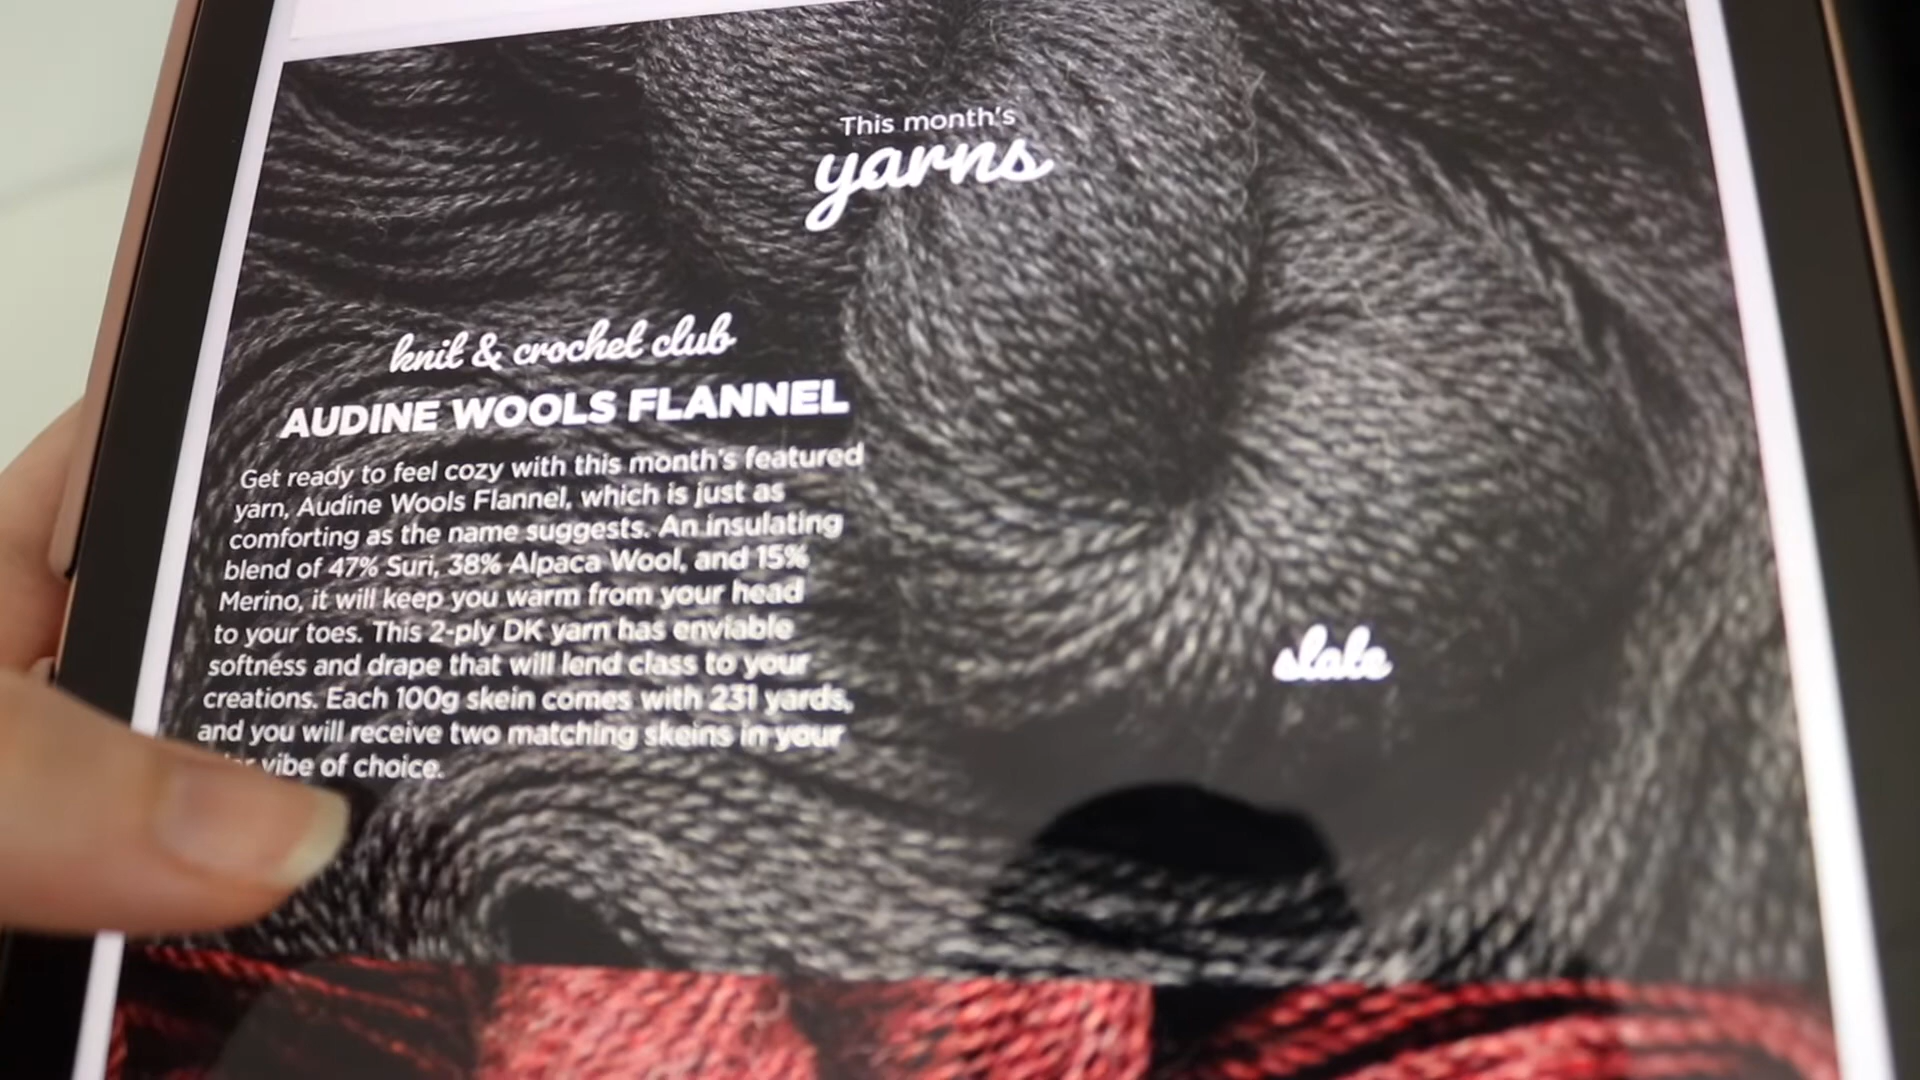 This month's
yarns
knit & crochet club
AUDINE WOOLS FLANNEL
Get ready to feel cozy with this month's featured
yarn, Audine Wools Flannel, which is just as
comforting as the name suggests. An insulating
blend of 47% Suri, 38% Alpaca Wool, and 15%
Merino, it will keep you warm from your head
to your toes. This 2-ply DK yarn has enviable
softness and drape that will lend class to your
creations. Each 100g skein comes with 231 yards,
and you will receive two matching skeins in your
vibe of choice.
slate